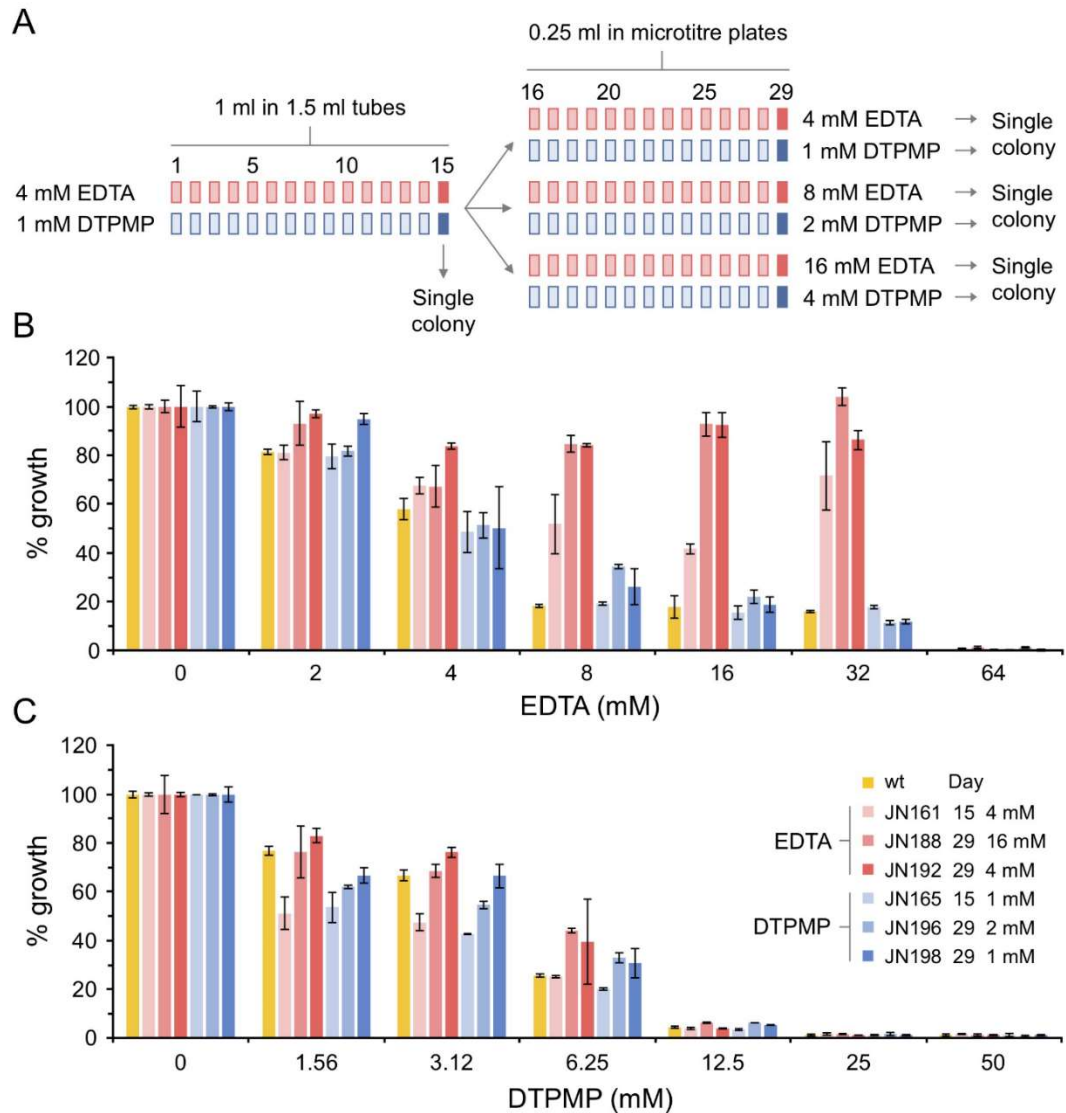 A
0.25 ml in microtitre plates
1 ml in 1.5 ml tubes
16 20 25 29
1 5 10 15
4 mM EDTA
1 mM DTPMP
4 mM EDTA → Single
1 mM DTPMP → colony
8 mM EDTA → Single
2 mM DTPMP → colony
16 mM EDTA → Single
4 mM DTPMP → colony
Single
colony
B
% growth
120
100
80
60
40
20
0
0 2 4 8 16 32 64
EDTA (mM)
C
% growth
120
100
80
60
40
20
0
0 1.56 3.12 6.25 12.5 25 50
DTPMP (mM)
wt Day
EDTA
JN161 15 4 mM
JN188 29 16 mM
JN192 29 4 mM
DTPMP
JN165 15 1 mM
JN196 29 2 mM
JN198 29 1 mM